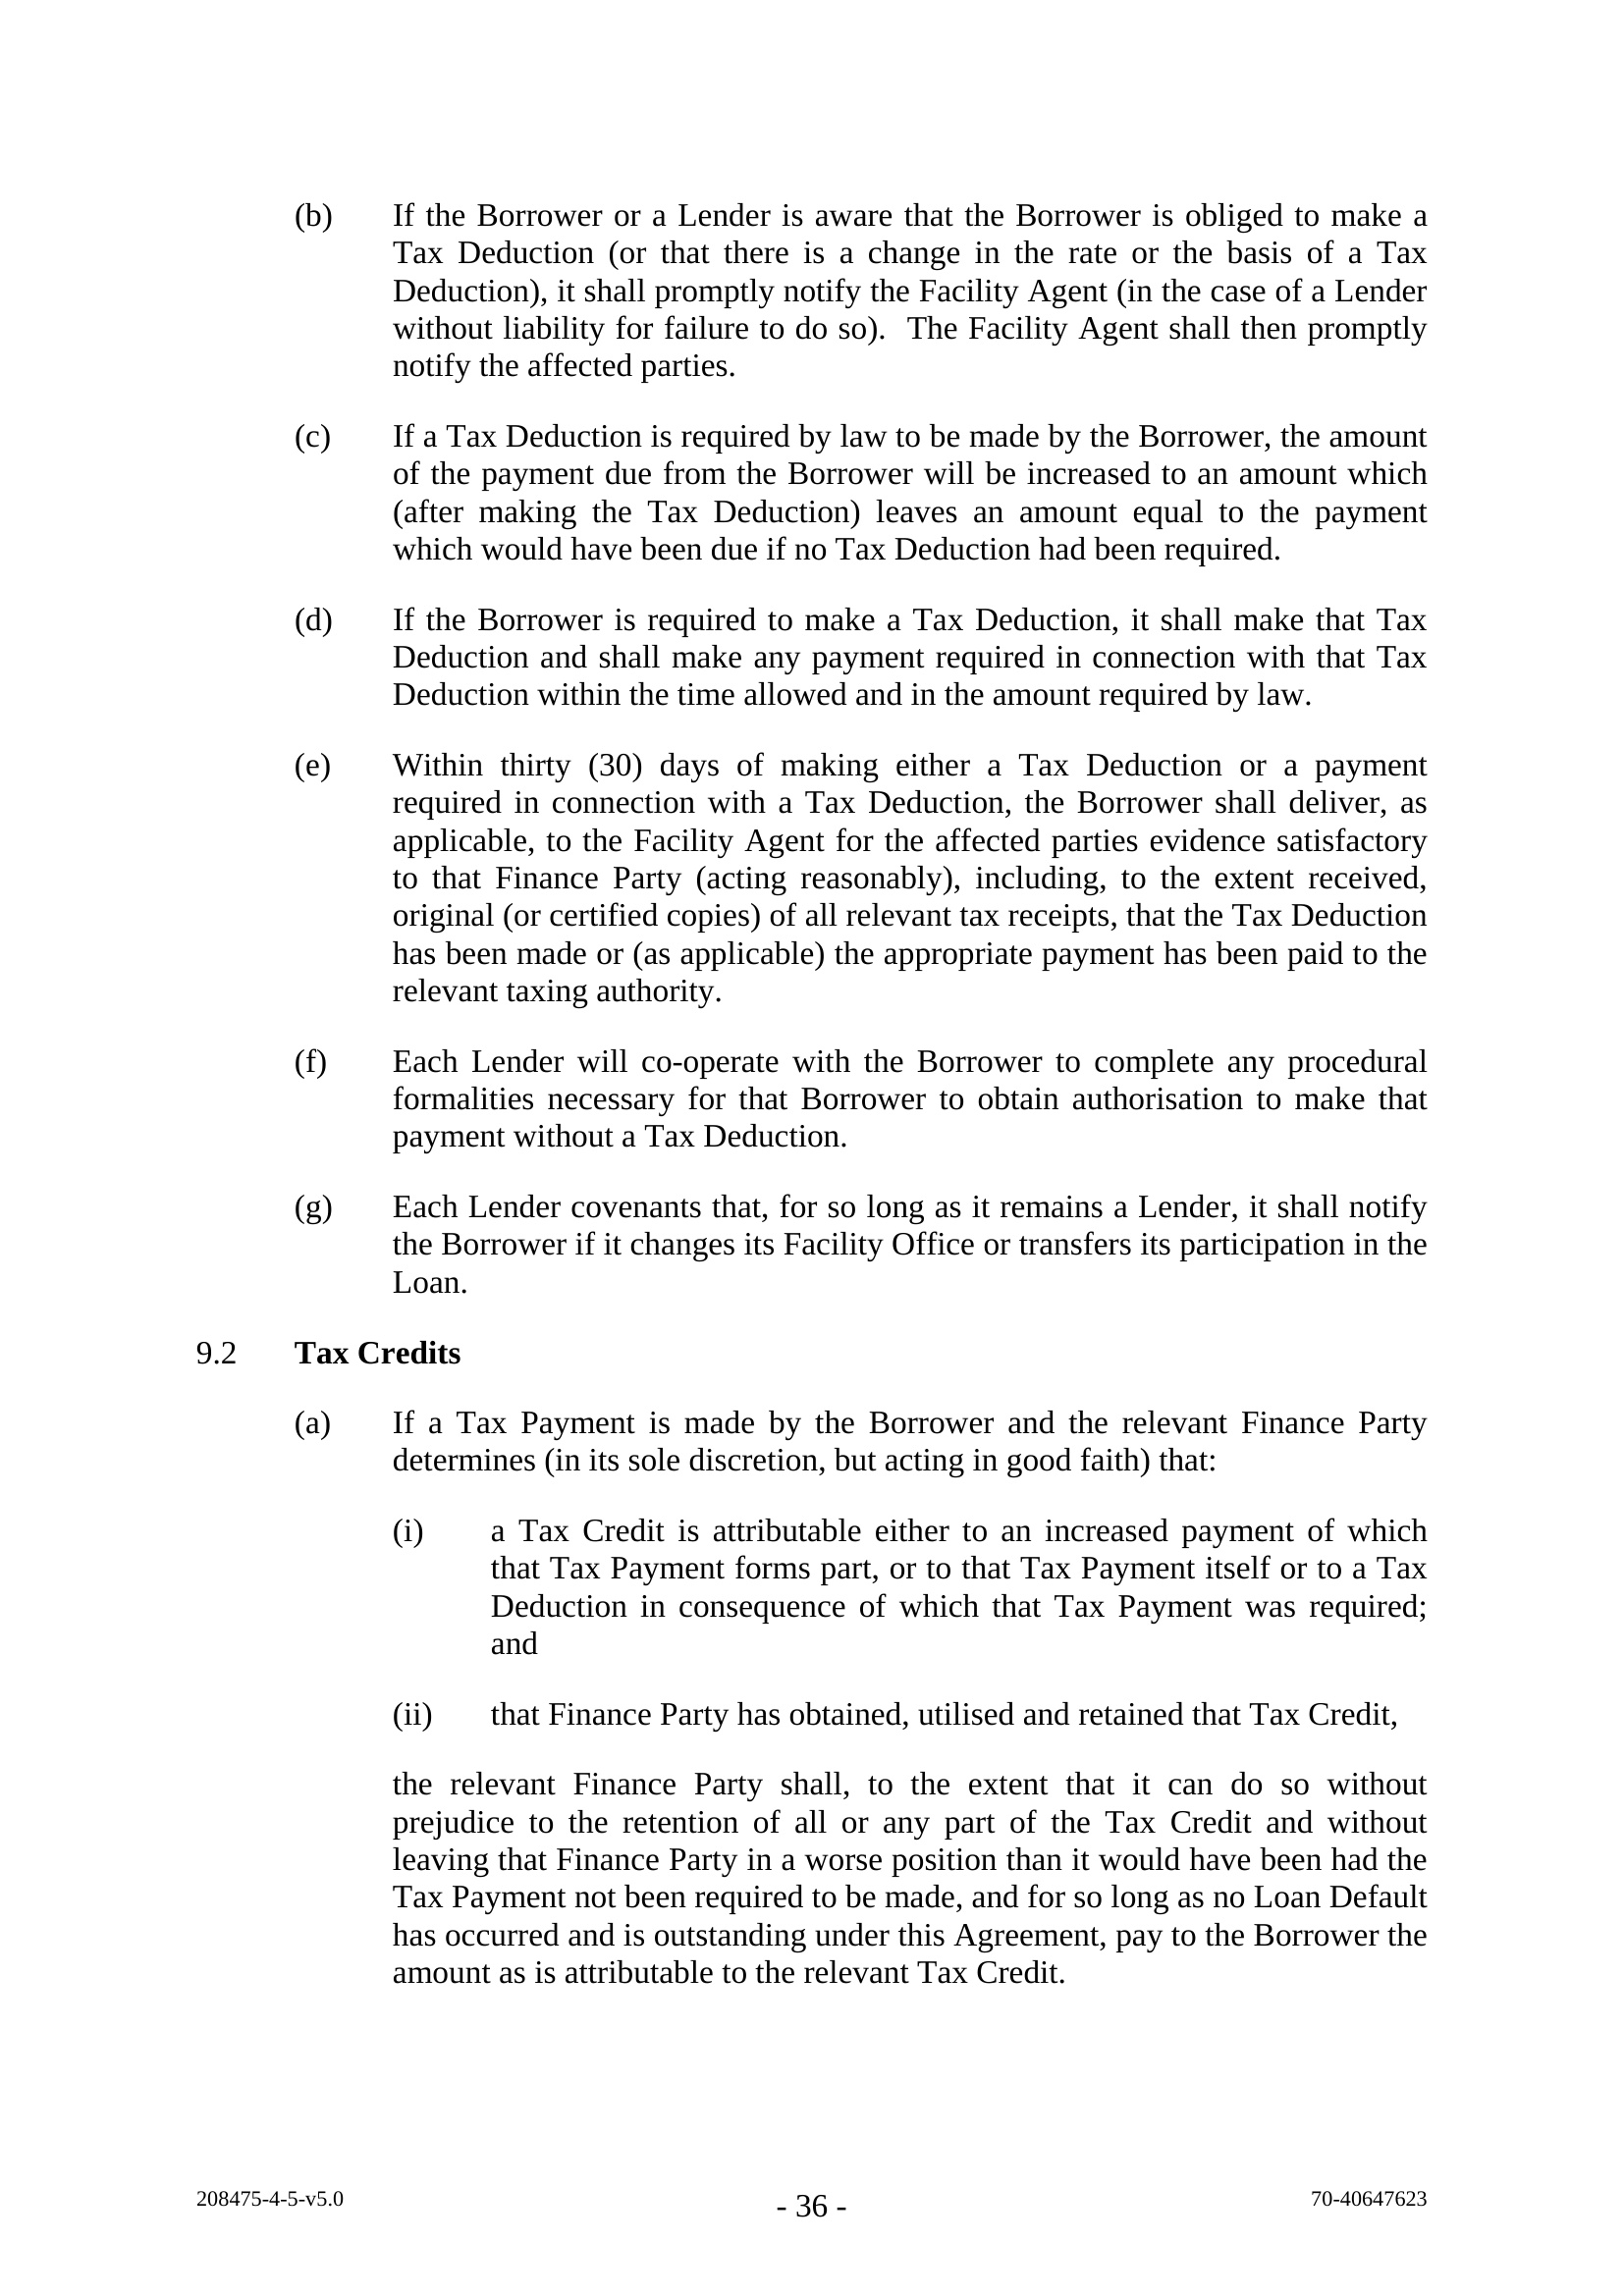 (b) If the Borrower or a Lender is aware that the Borrower is obliged to make a
Tax Deduction (or that there is a change in the rate or the basis of a Tax
Deduction), it shall promptly notify the Facility Agent (in the case of a Lender
without liability for failure to do so).  The Facility Agent shall then promptly
notify the affected parties.
(c) If a Tax Deduction is required by law to be made by the Borrower, the amount
of the payment due from the Borrower will be increased to an amount which
(after making the Tax Deduction) leaves an amount equal to the payment
which would have been due if no Tax Deduction had been required.
(d) If the Borrower is required to make a Tax Deduction, it shall make that Tax
Deduction and shall make any payment required in connection with that Tax
Deduction within the time allowed and in the amount required by law.
(e) Within thirty (30) days of making either a Tax Deduction or a payment
required in connection with a Tax Deduction, the Borrower shall deliver, as
applicable, to the Facility Agent for the affected parties evidence satisfactory
to that Finance Party (acting reasonably), including, to the extent received,
original (or certified copies) of all relevant tax receipts, that the Tax Deduction
has been made or (as applicable) the appropriate payment has been paid to the
relevant taxing authority.
(f) Each Lender will co-operate with the Borrower to complete any procedural
formalities necessary for that Borrower to obtain authorisation to make that
payment without a Tax Deduction.
(g) Each Lender covenants that, for so long as it remains a Lender, it shall notify
the Borrower if it changes its Facility Office or transfers its participation in the
Loan.
9.2 Tax Credits
(a) If a Tax Payment is made by the Borrower and the relevant Finance Party
determines (in its sole discretion, but acting in good faith) that:
(i) a Tax Credit is attributable either to an increased payment of which
that Tax Payment forms part, or to that Tax Payment itself or to a Tax
Deduction in consequence of which that Tax Payment was required;
and
(ii) that Finance Party has obtained, utilised and retained that Tax Credit,
the relevant Finance Party shall, to the extent that it can do so without
prejudice to the retention of all or any part of the Tax Credit and without
leaving that Finance Party in a worse position than it would have been had the
Tax Payment not been required to be made, and for so long as no Loan Default
has occurred and is outstanding under this Agreement, pay to the Borrower the
amount as is attributable to the relevant Tax Credit.
208475-4-5-v5.0 - 36 - 70-40647623